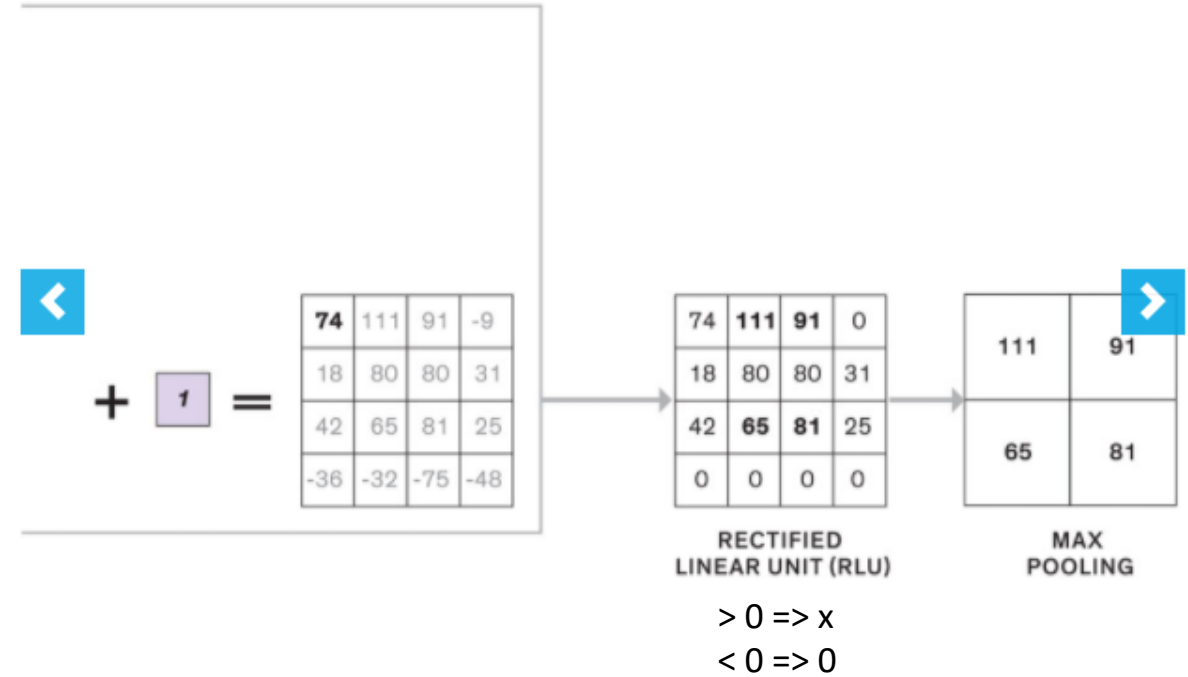 74 111 91 -9
18 80 80 31
42 65 81 25
-36 -32 -75 -48
+ 1 =
74 111 91 0
18 80 80 31
42 65 81 25
0 0 0 0
RECTIFIED
LINEAR UNIT (RLU)
> 0 => x
< 0 => 0
111 91
65 81
MAX
POOLING